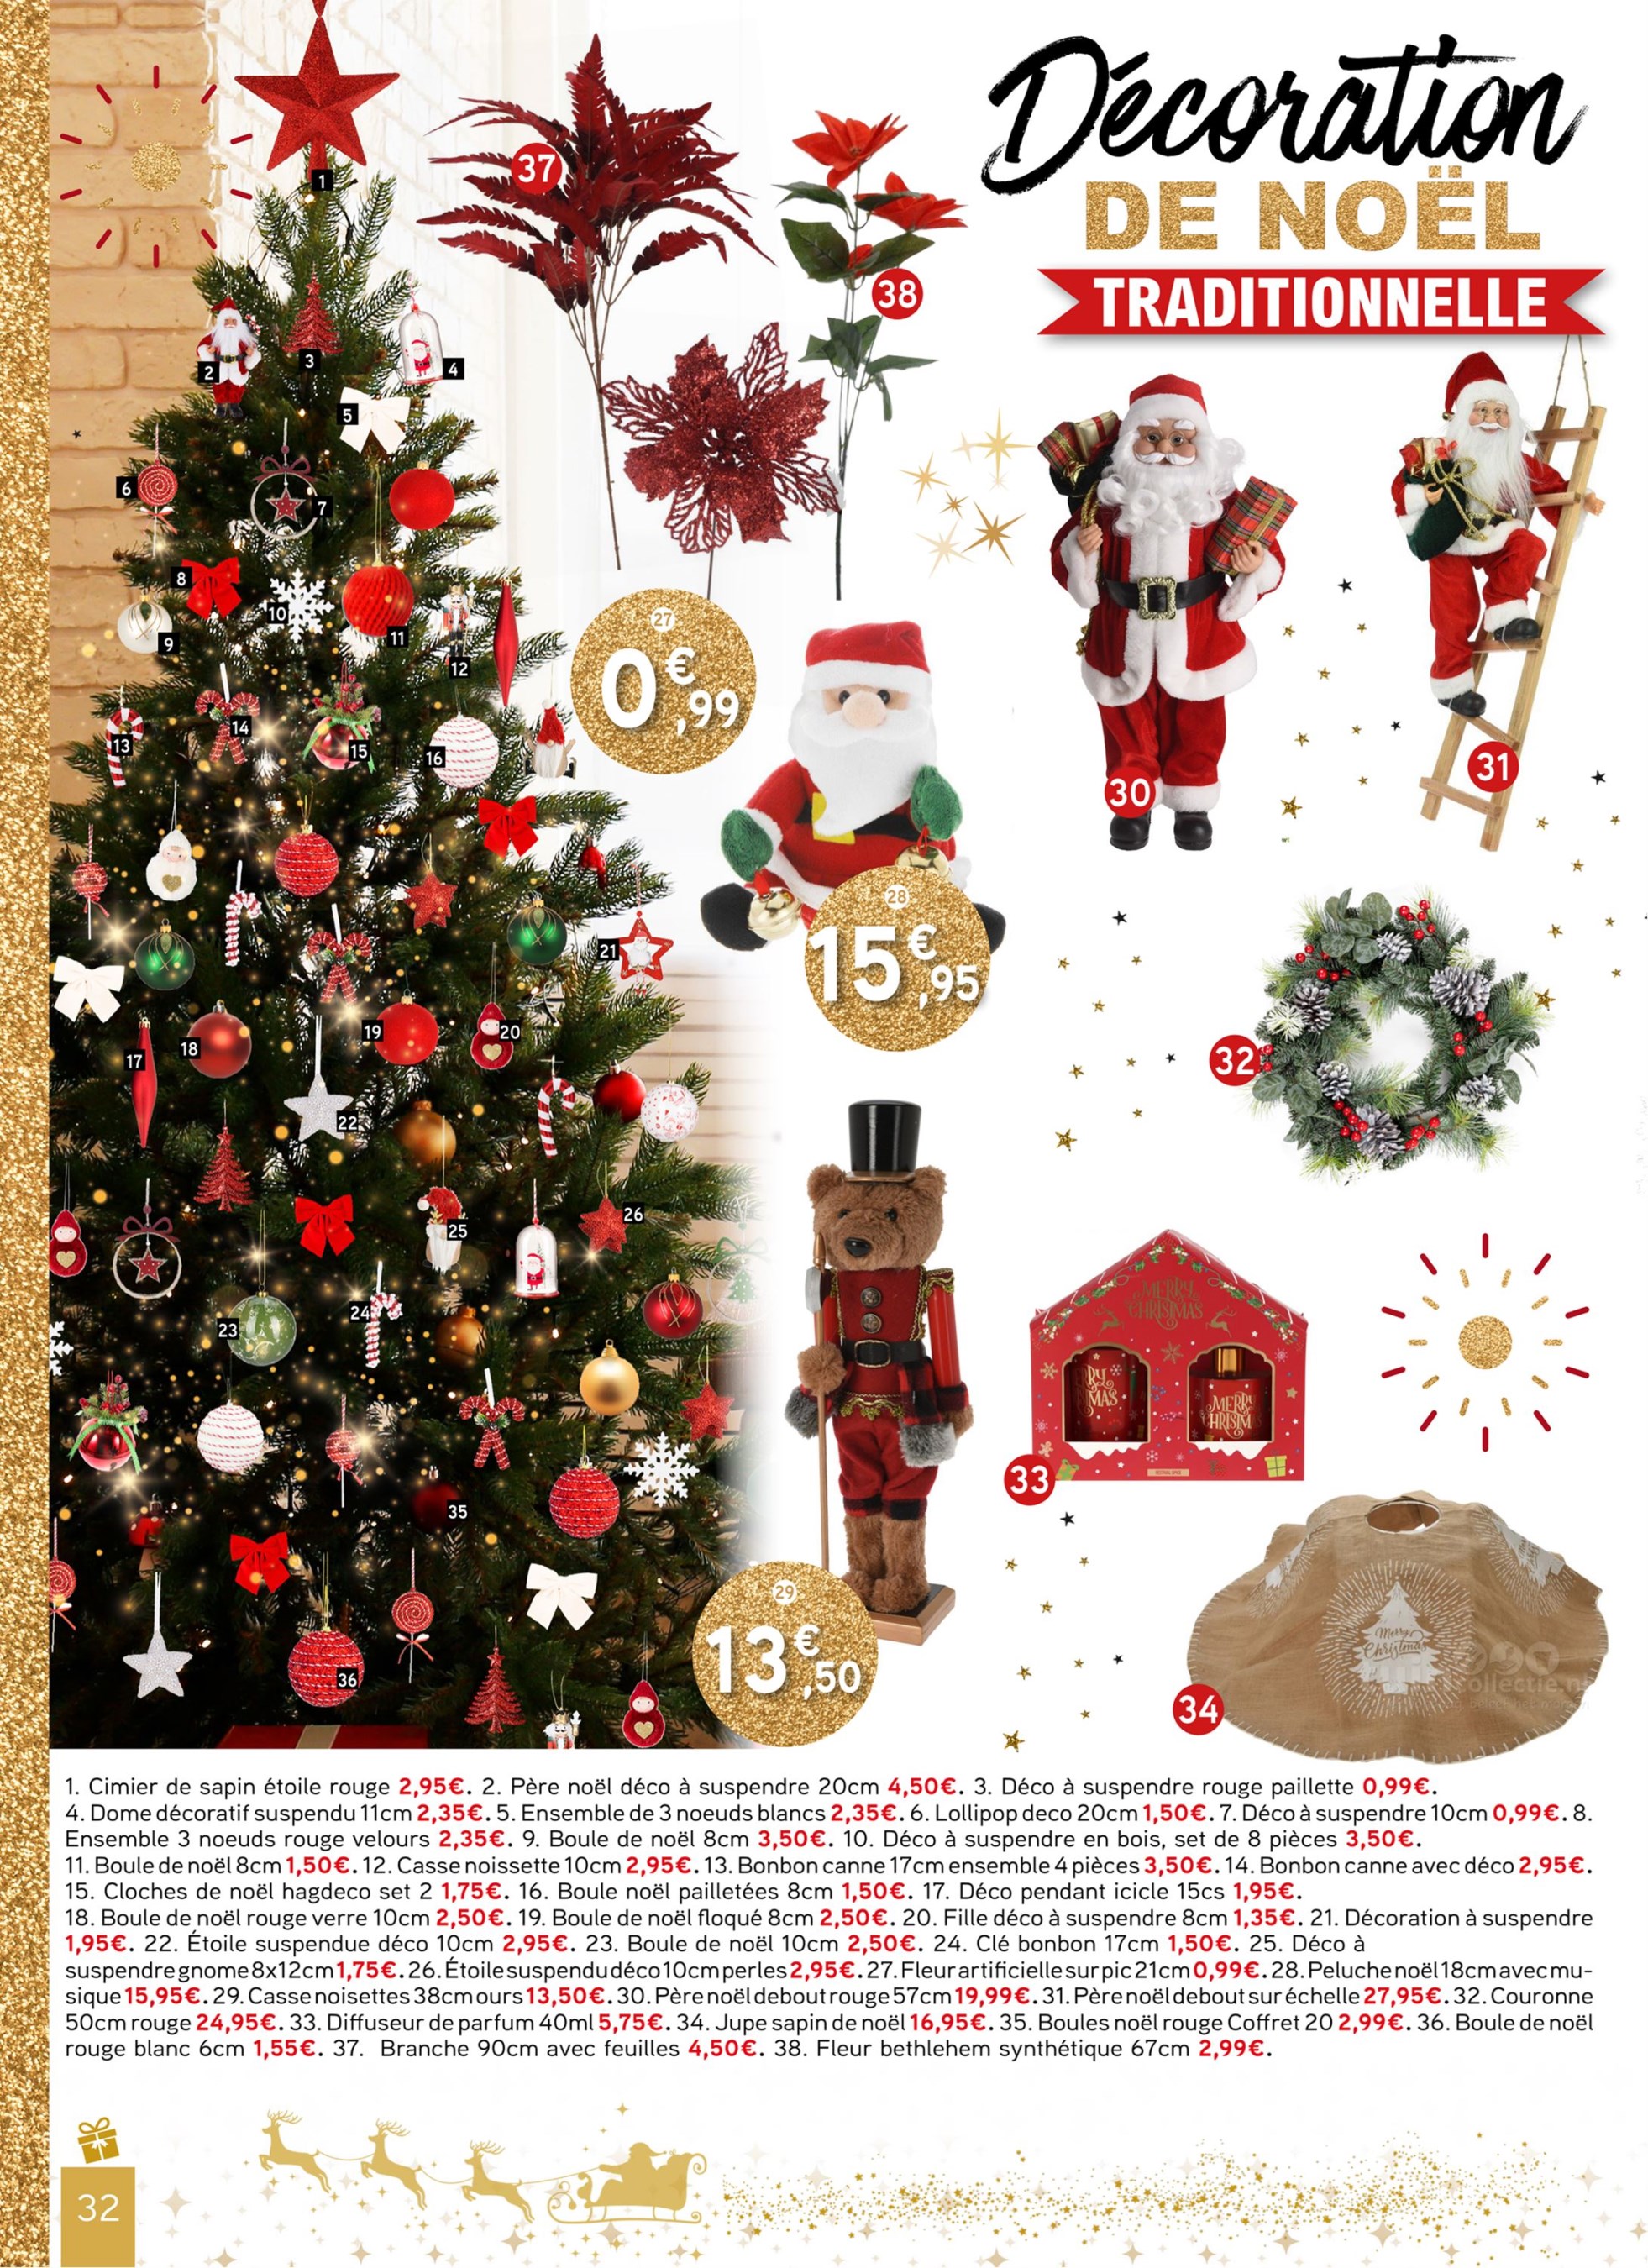 Décoration
DE NOËL
TRADITIONNELLE
1
2
3
4
5
6
7
8
9
10
11
12
13
14
15
16
17
18
19
20
21
22
23
24
25
26
35
36
37
38
27
0€,99
28
15€,95
29
13€,50
30
31
32
MERRY
CHRISTMAS
MERRY
33
Merry
Christmas
34
1. Cimier de sapin étoile rouge 2,95€. 2. Père noël déco à suspendre 20cm 4,50€. 3. Déco à suspendre rouge paillette 0,99€.
4. Dome décoratif suspendu 11cm 2,35€. 5. Ensemble de 3 noeuds blancs 2,35€. 6. Lollipop deco 20cm 1,50€. 7. Déco à suspendre 10cm 0,99€. 8.
Ensemble 3 noeuds rouge velours 2,35€. 9. Boule de noël 8cm 3,50€. 10. Déco à suspendre en bois, set de 8 pièces 3,50€.
11. Boule de noël 8cm 1,50€. 12. Casse noissette 10cm 2,95€. 13. Bonbon canne 17cm ensemble 4 pièces 3,50€. 14. Bonbon canne avec déco 2,95€.
15. Cloches de noël hagdeco set 2 1,75€. 16. Boule noël pailletées 8cm 1,50€. 17. Déco pendant icicle 15cs 1,95€.
18. Boule de noël rouge verre 10cm 2,50€. 19. Boule de noël floqué 8cm 2,50€. 20. Fille déco à suspendre 8cm 1,35€. 21. Décoration à suspendre
1,95€. 22. Étoile suspendue déco 10cm 2,95€. 23. Boule de noël 10cm 2,50€. 24. Clé bonbon 17cm 1,50€. 25. Déco à
suspendre gnome 8x12cm 1,75€. 26. Étoile suspendu déco 10cm perles 2,95€. 27. Fleur artificielle sur pic 21cm 0,99€. 28. Peluche noël 18cm avec mu-
sique 15,95€. 29. Casse noisettes 38cm ours 13,50€. 30. Père noël debout rouge 57cm 19,99€. 31. Père noël debout sur échelle 27,95€. 32. Couronne
50cm rouge 24,95€. 33. Diffuseur de parfum 40ml 5,75€. 34. Jupe sapin de noël 16,95€. 35. Boules noël rouge Coffret 20 2,99€. 36. Boule de noël
rouge blanc 6cm 1,55€. 37. Branche 90cm avec feuilles 4,50€. 38. Fleur bethlehem synthétique 67cm 2,99€.
32